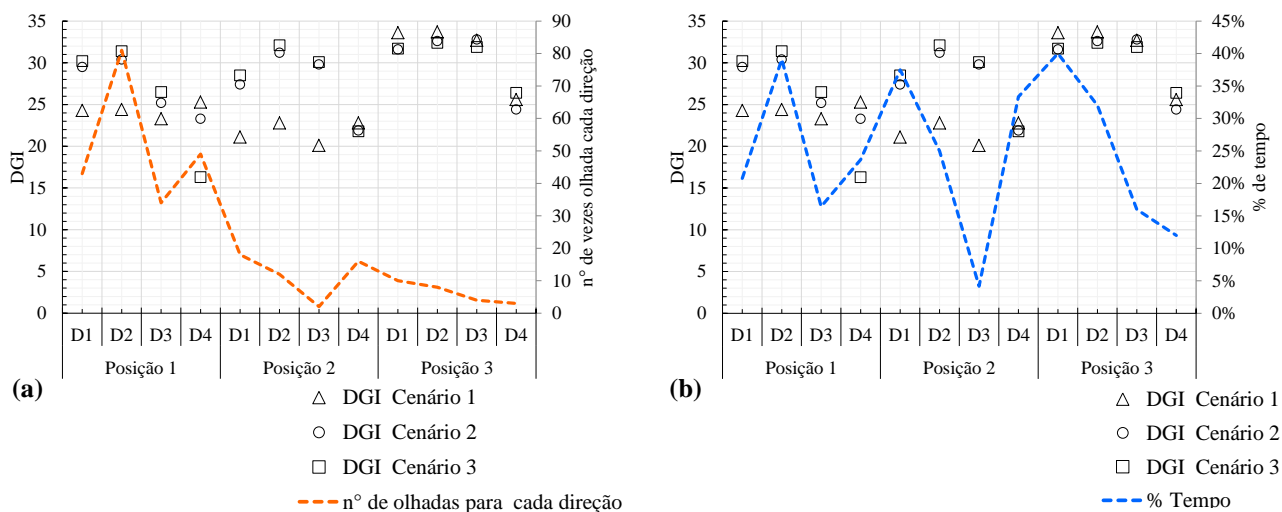 35
30
25
20
15
10
5
0
DGI
90
80
70
60
50
40
30
20
10
0
n° de vezes olhada cada direção
D1 D2 D3 D4 D1 D2 D3 D4 D1 D2 D3 D4
Posição 1 Posição 2 Posição 3
(a)
DGI Cenário 1
DGI Cenário 2
DGI Cenário 3
n° de olhadas para cada direção
35
30
25
20
15
10
5
0
DGI
45%
40%
35%
30%
25%
20%
15%
10%
5%
0%
% de tempo
D1 D2 D3 D4 D1 D2 D3 D4 D1 D2 D3 D4
Posição 1 Posição 2 Posição 3
(b)
DGI Cenário 1
DGI Cenário 2
DGI Cenário 3
% Tempo